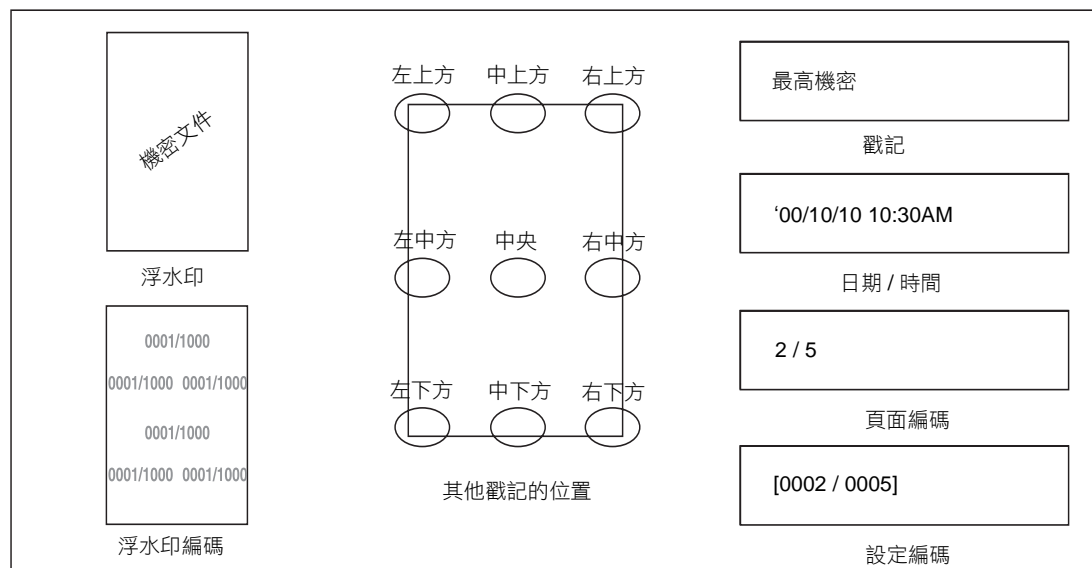 機密文件
浮水印
0001/1000
0001/1000 0001/1000
0001/1000
0001/1000 0001/1000
浮水印編碼
左上方 中上方 右上方
左中方 中央 右中方
左下方 中下方 右下方
其他戳記的位置
最高機密
戳記
‘00/10/10 10:30AM
日期 / 時間
2 / 5
頁面編碼
[0002 / 0005]
設定編碼